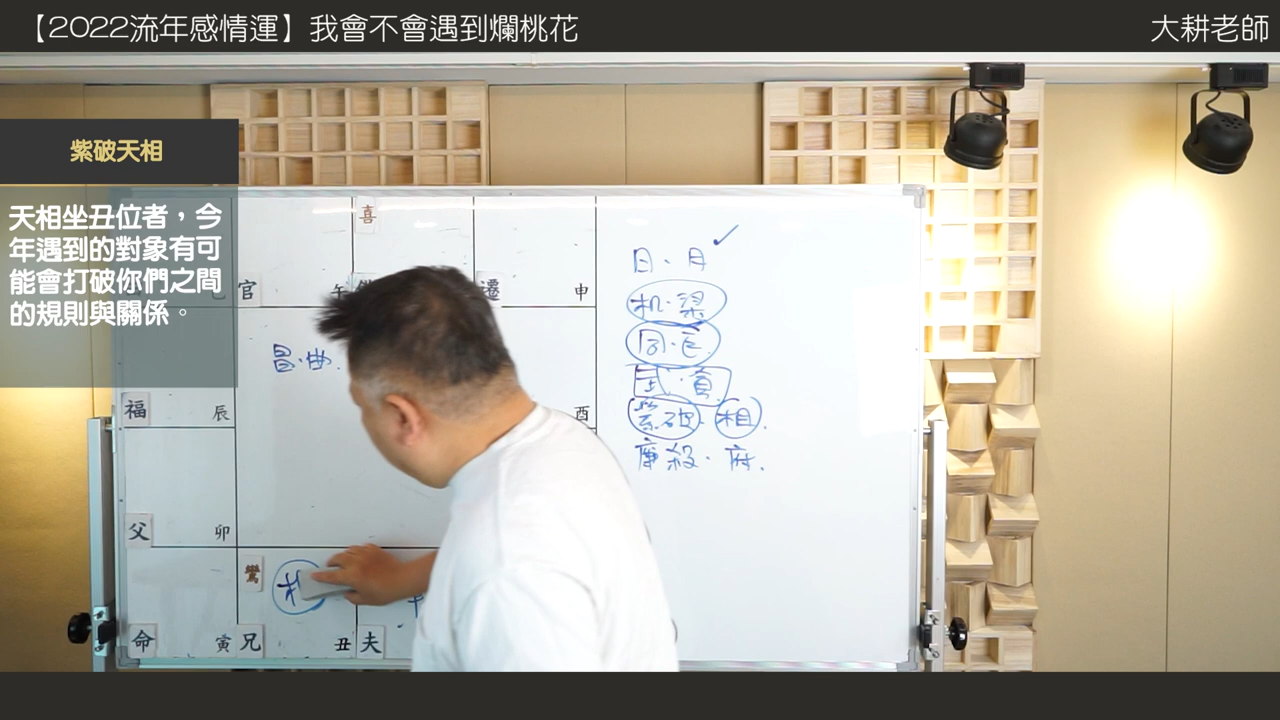 【2022流年感情運】我會不會遇到爛桃花
大耕老師
紫破天相
天相坐丑位者，今
年遇到的對象有可
能會打破你們之間
的規則與關係。
喜
官
午
遷
申
日．月 ✓
机．梁
同．巨
武．貪
紫破．相．
廉殺．府．
昌．曲．
福
辰
酉
父
卯
鸞
命
寅
兄
丑
夫